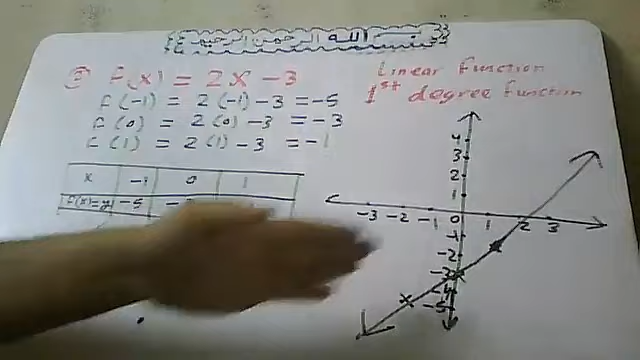 بسم الله الرحمن الرحيم
② f(x) = 2x - 3
Linear function
1st degree function
f(-1) = 2(-1) - 3 = -5
f(0) = 2(0) - 3 = -3
f(1) = 2(1) - 3 = -1
x -1 0 1
f(x)=y -5
4
3
2
1
-3 -2 -1 0 1 2 3
-1
-2
-3
-4
-5